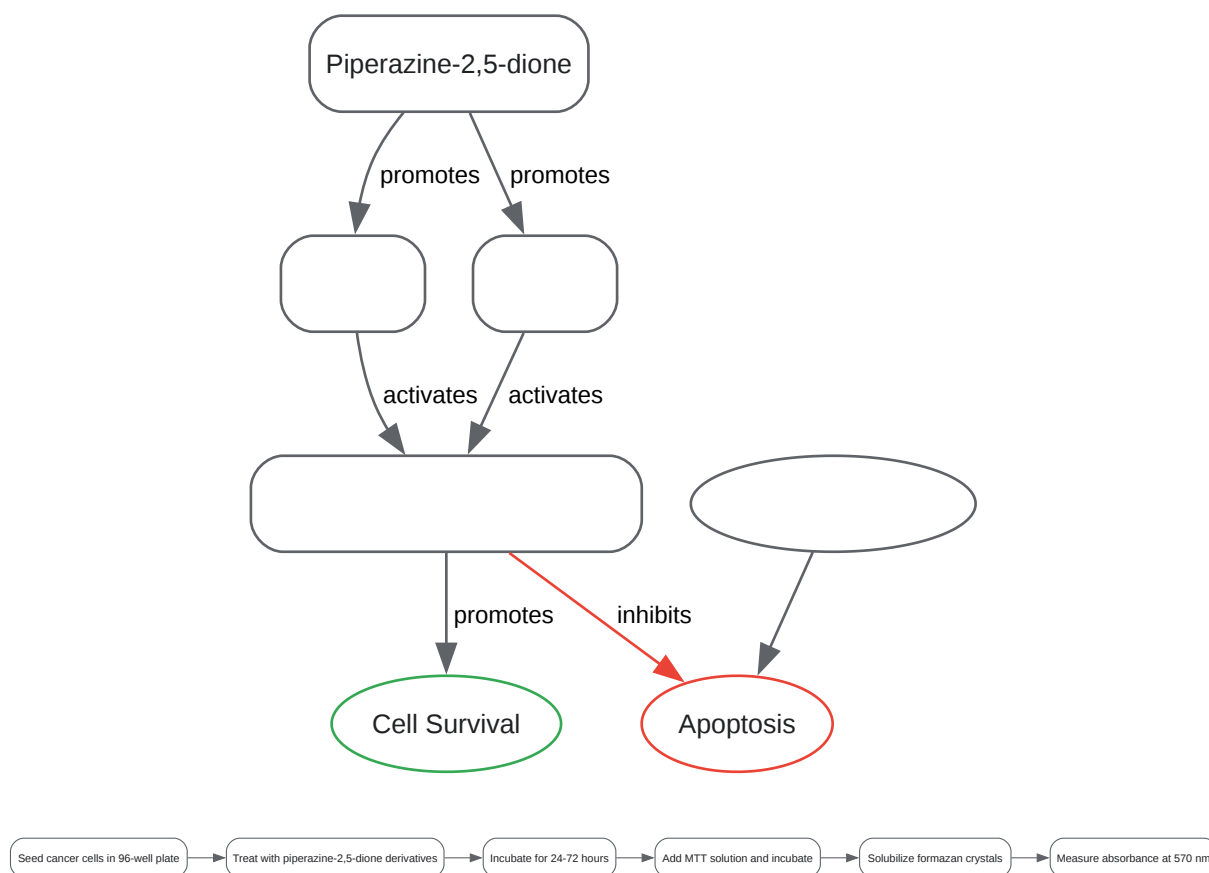 Piperazine-2,5-dione
promotes
promotes
activates
activates
promotes
inhibits
Cell Survival
Apoptosis
Seed cancer cells in 96-well plate
Treat with piperazine-2,5-dione derivatives
Incubate for 24-72 hours
Add MTT solution and incubate
Solubilize formazan crystals
Measure absorbance at 570 nm